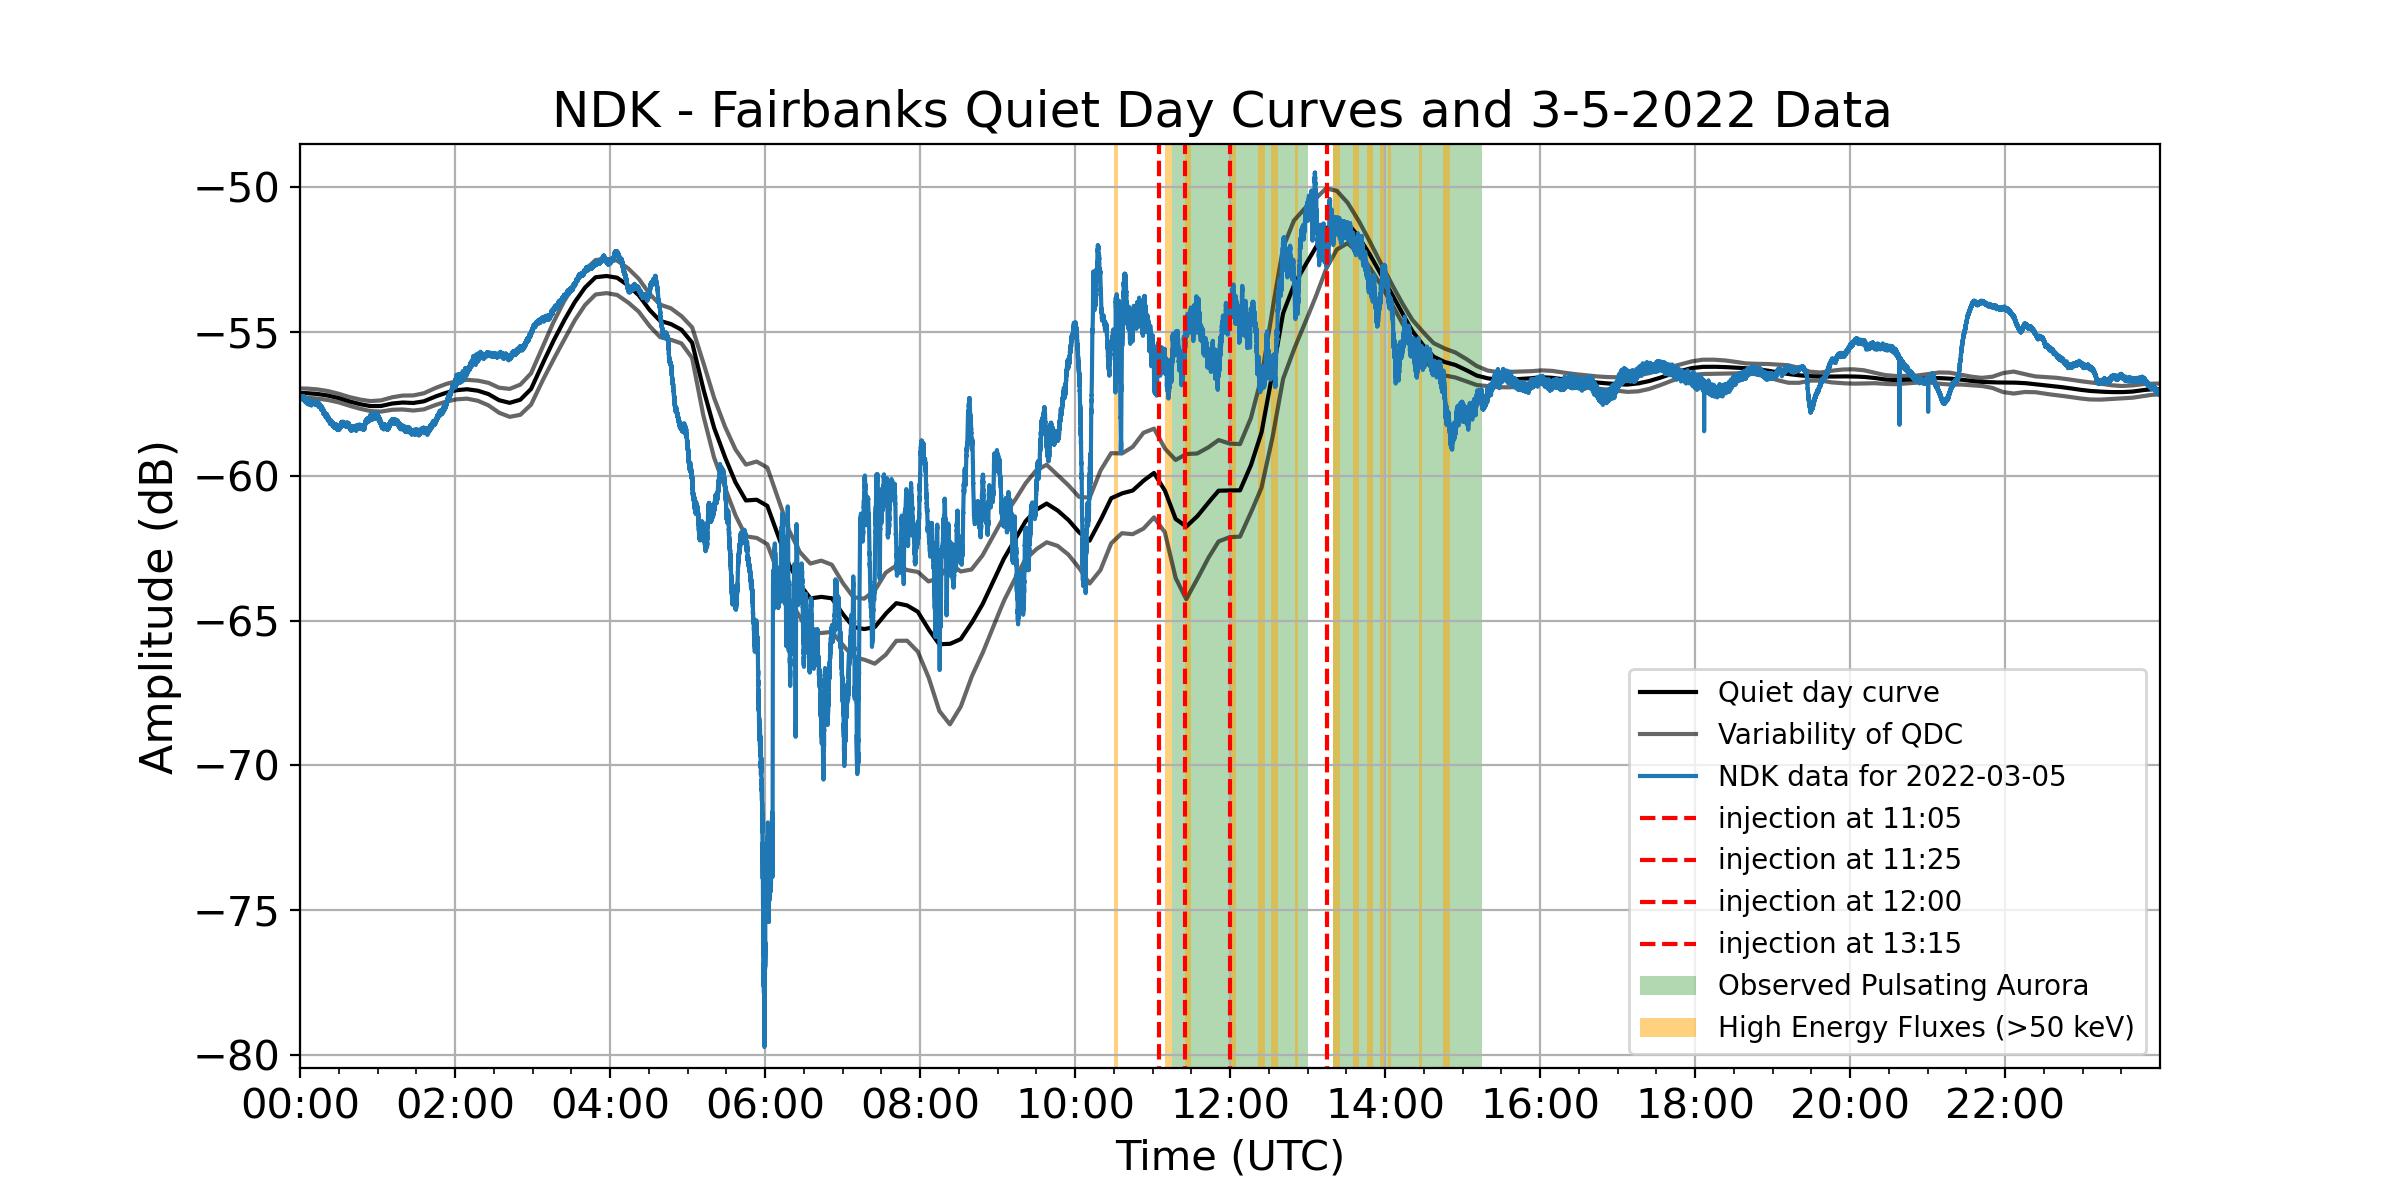 NDK - Fairbanks Quiet Day Curves and 3-5-2022 Data
Amplitude (dB)
−50
−55
−60
−65
−70
−75
−80
00:00 02:00 04:00 06:00 08:00 10:00 12:00 14:00 16:00 18:00 20:00 22:00
Time (UTC)
Quiet day curve
Variability of QDC
NDK data for 2022-03-05
injection at 11:05
injection at 11:25
injection at 12:00
injection at 13:15
Observed Pulsating Aurora
High Energy Fluxes (>50 keV)